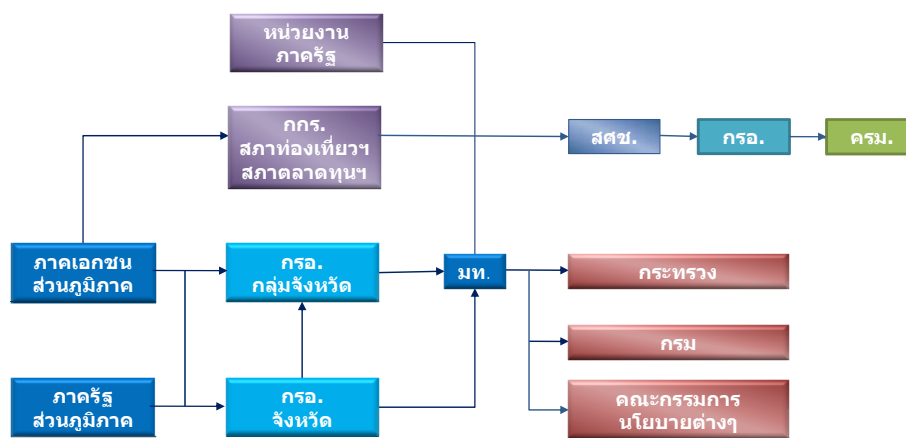 หน่วยงาน
ภาครัฐ
กกร.
สภาท่องเที่ยวฯ
สภาตลาดทุนฯ
สศช.
กรอ.
ครม.
ภาคเอกชน
ส่วนภูมิภาค
กรอ.
กลุ่มจังหวัด
มท.
กระทรวง
กรม
ภาครัฐ
ส่วนภูมิภาค
กรอ.
จังหวัด
คณะกรรมการ
นโยบายต่างๆ